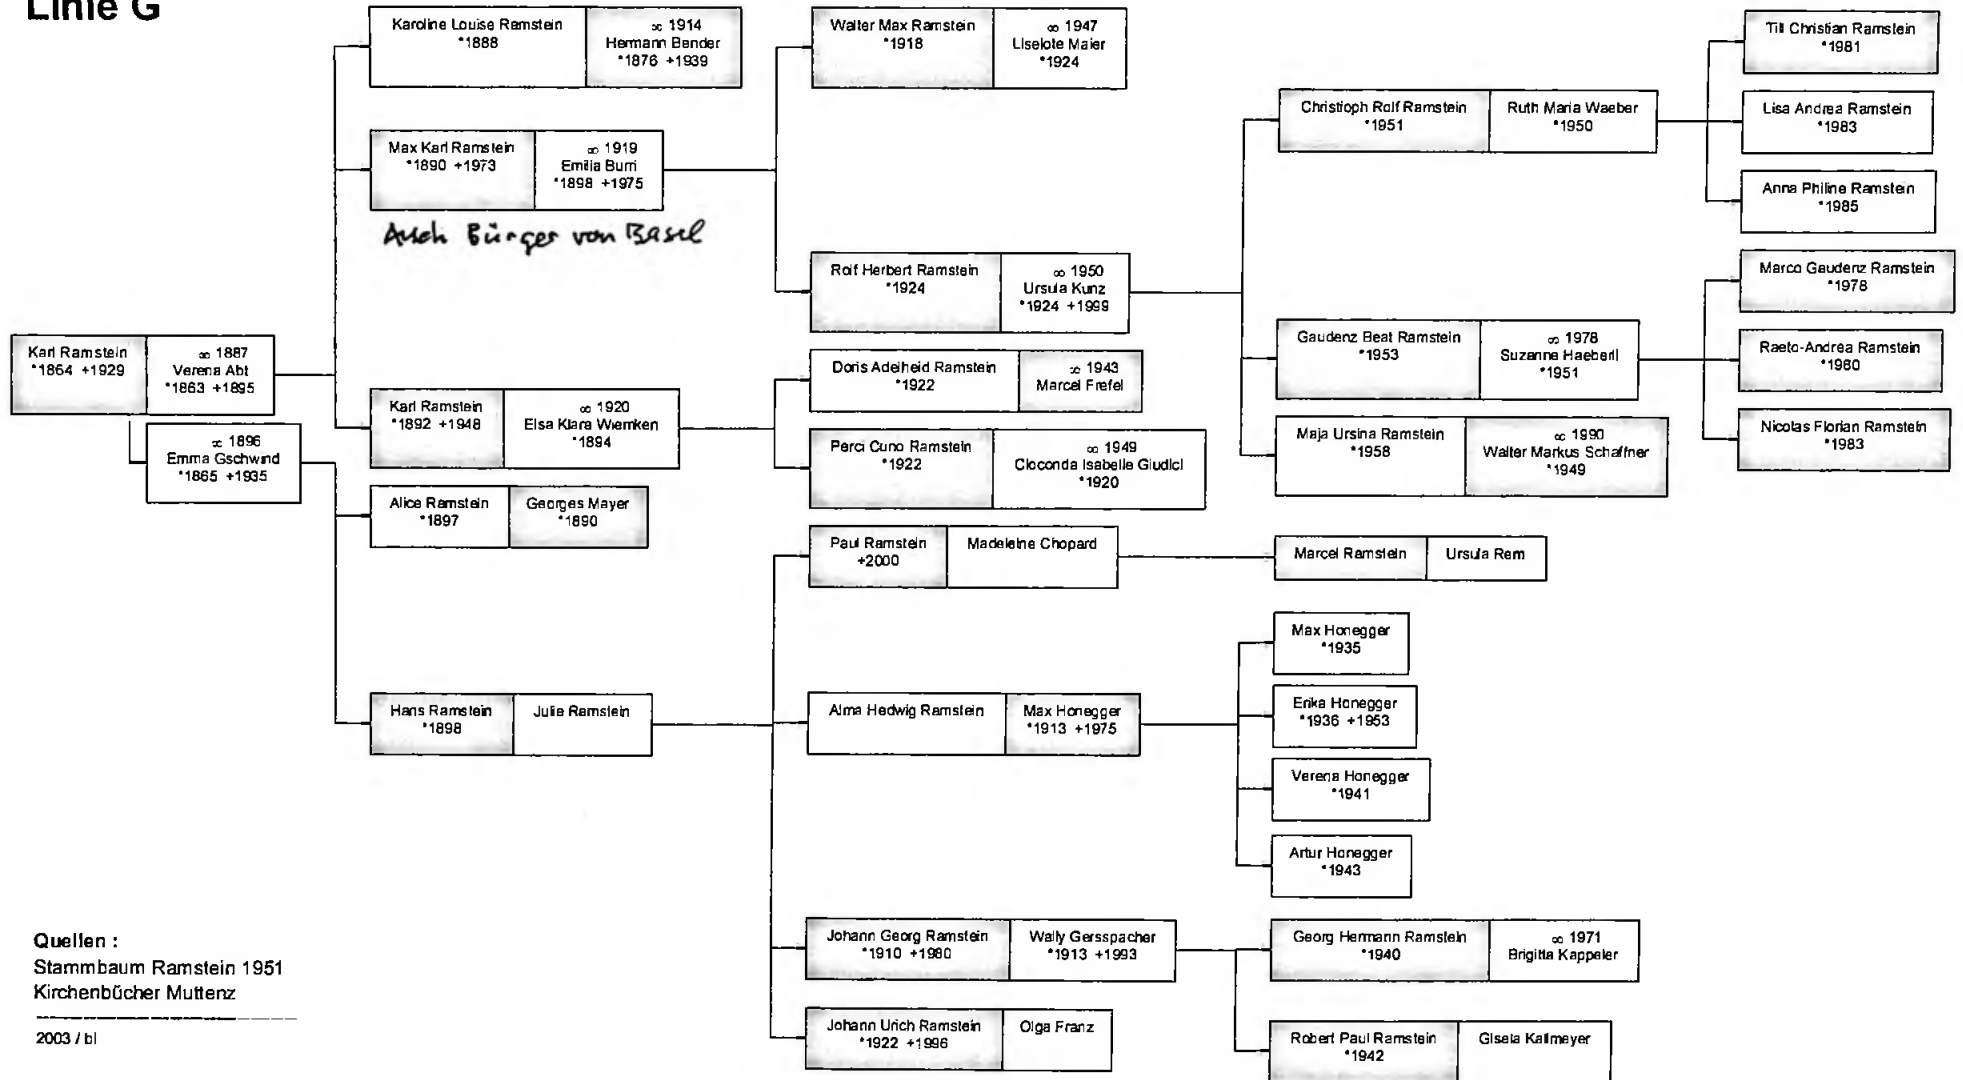 Linie G
Karl Ramstein
*1864 +1929
∞ 1887
Verena Abt
*1863 +1895
∞ 1896
Emma Gschwind
*1865 +1935
Karoline Louise Ramstein
*1888
∞ 1914
Hermann Bender
*1876 +1939
Max Karl Ramstein
*1890 +1973
∞ 1919
Emilia Burri
*1898 +1975
Auch Bürger von Basel
Karl Ramstein
*1892 +1948
∞ 1920
Elsa Klara Wiemken
*1894
Alice Ramstein
*1897
Georges Mayer
*1890
Hans Ramstein
*1898
Julie Ramstein
Walter Max Ramstein
*1918
∞ 1947
Liselote Maier
*1924
Rolf Herbert Ramstein
*1924
∞ 1950
Ursula Kunz
*1924 +1999
Doris Adelheid Ramstein
*1922
∞ 1943
Marcel Frefel
Perci Cuno Ramstein
*1922
∞ 1949
Cloconda Isabelle Giudici
*1920
Paul Ramstein
+2000
Madeleine Chopard
Alma Hedwig Ramstein
Max Honegger
*1913 +1975
Johann Georg Ramstein
*1910 +1980
Wally Gersspacher
*1913 +1993
Johann Urich Ramstein
*1922 +1996
Olga Franz
Christioph Rolf Ramstein
*1951
Ruth Maria Waeber
*1950
Gaudenz Beat Ramstein
*1953
∞ 1978
Suzanne Haeberli
*1951
Maja Ursina Ramstein
*1958
∞ 1990
Walter Markus Schaffner
*1949
Marcel Ramstein
Ursula Rem
Max Honegger
*1935
Erika Honegger
*1936 +1953
Verena Honegger
*1941
Artur Honegger
*1943
Georg Hermann Ramstein
*1940
∞ 1971
Brigitta Kappeler
Robert Paul Ramstein
*1942
Gisela Kallmeyer
Till Christian Ramstein
*1981
Lisa Andrea Ramstein
*1983
Anna Philine Ramstein
*1985
Marco Gaudenz Ramstein
*1978
Raeto-Andrea Ramstein
*1980
Nicolas Florian Ramstein
*1983
Quellen :
Stammbaum Ramstein 1951
Kirchenbücher Muttenz
2003 / bl